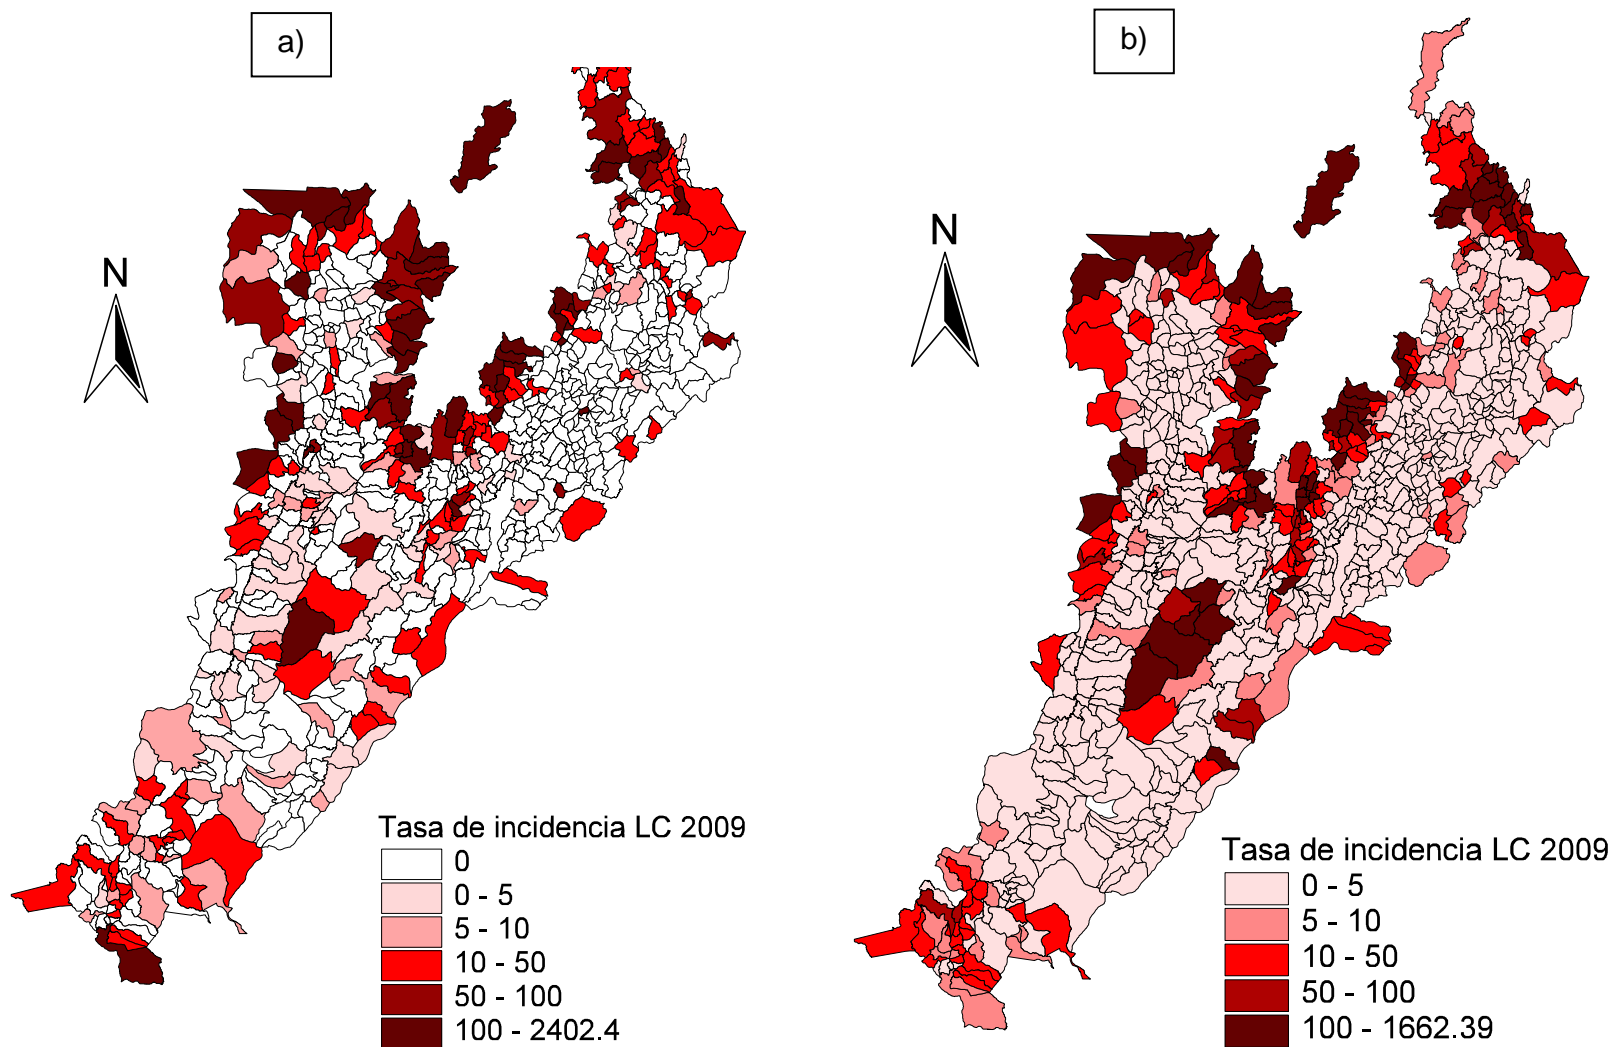 a)
N
Tasa de incidencia LC 2009
0
0 - 5
5 - 10
10 - 50
50 - 100
100 - 2402.4
b)
N
Tasa de incidencia LC 2009
0 - 5
5 - 10
10 - 50
50 - 100
100 - 1662.39